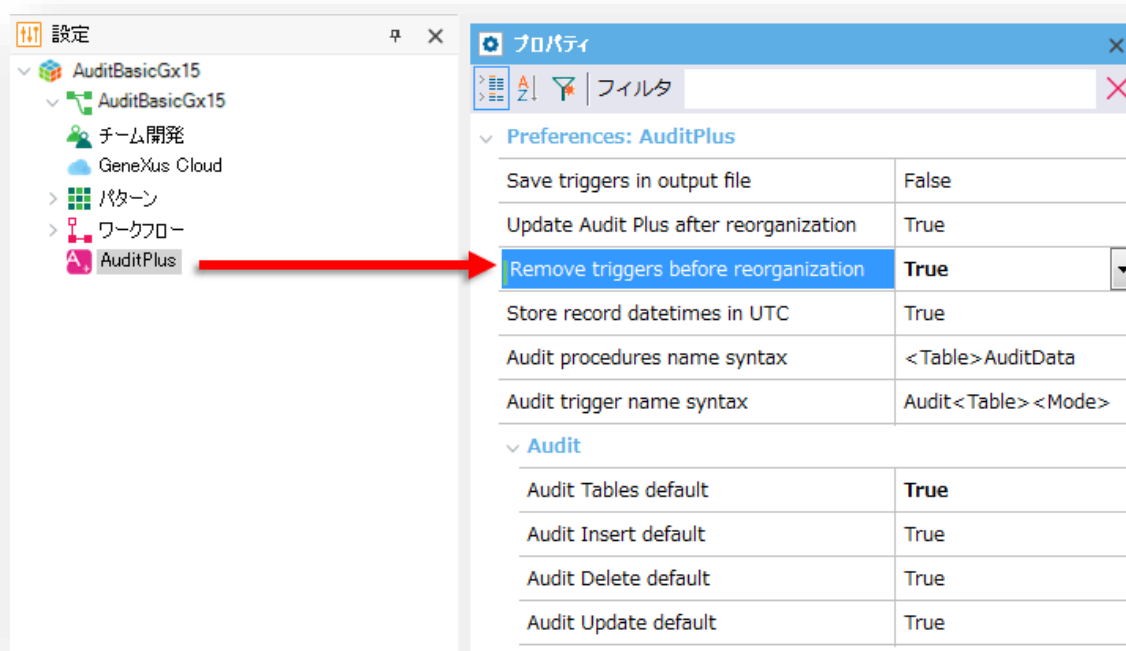 設定
AuditBasicGx15
AuditBasicGx15
チーム開発
GeneXus Cloud
パターン
ワークフロー
AuditPlus
プロパティ
フィルタ
Preferences: AuditPlus
Save triggers in output file False
Update Audit Plus after reorganization True
Remove triggers before reorganization True
Store record datetimes in UTC True
Audit procedures name syntax <Table>AuditData
Audit trigger name syntax Audit<Table><Mode>
Audit
Audit Tables default True
Audit Insert default True
Audit Delete default True
Audit Update default True